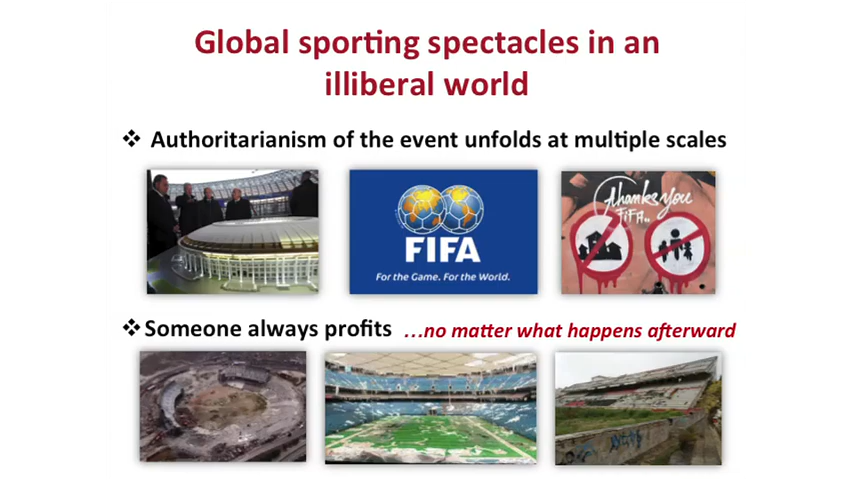 Global sporting spectacles in an
illiberal world
❖ Authoritarianism of the event unfolds at multiple scales
FIFA
For the Game. For the World.
thanks you
FiFA..
❖ Someone always profits …no matter what happens afterward